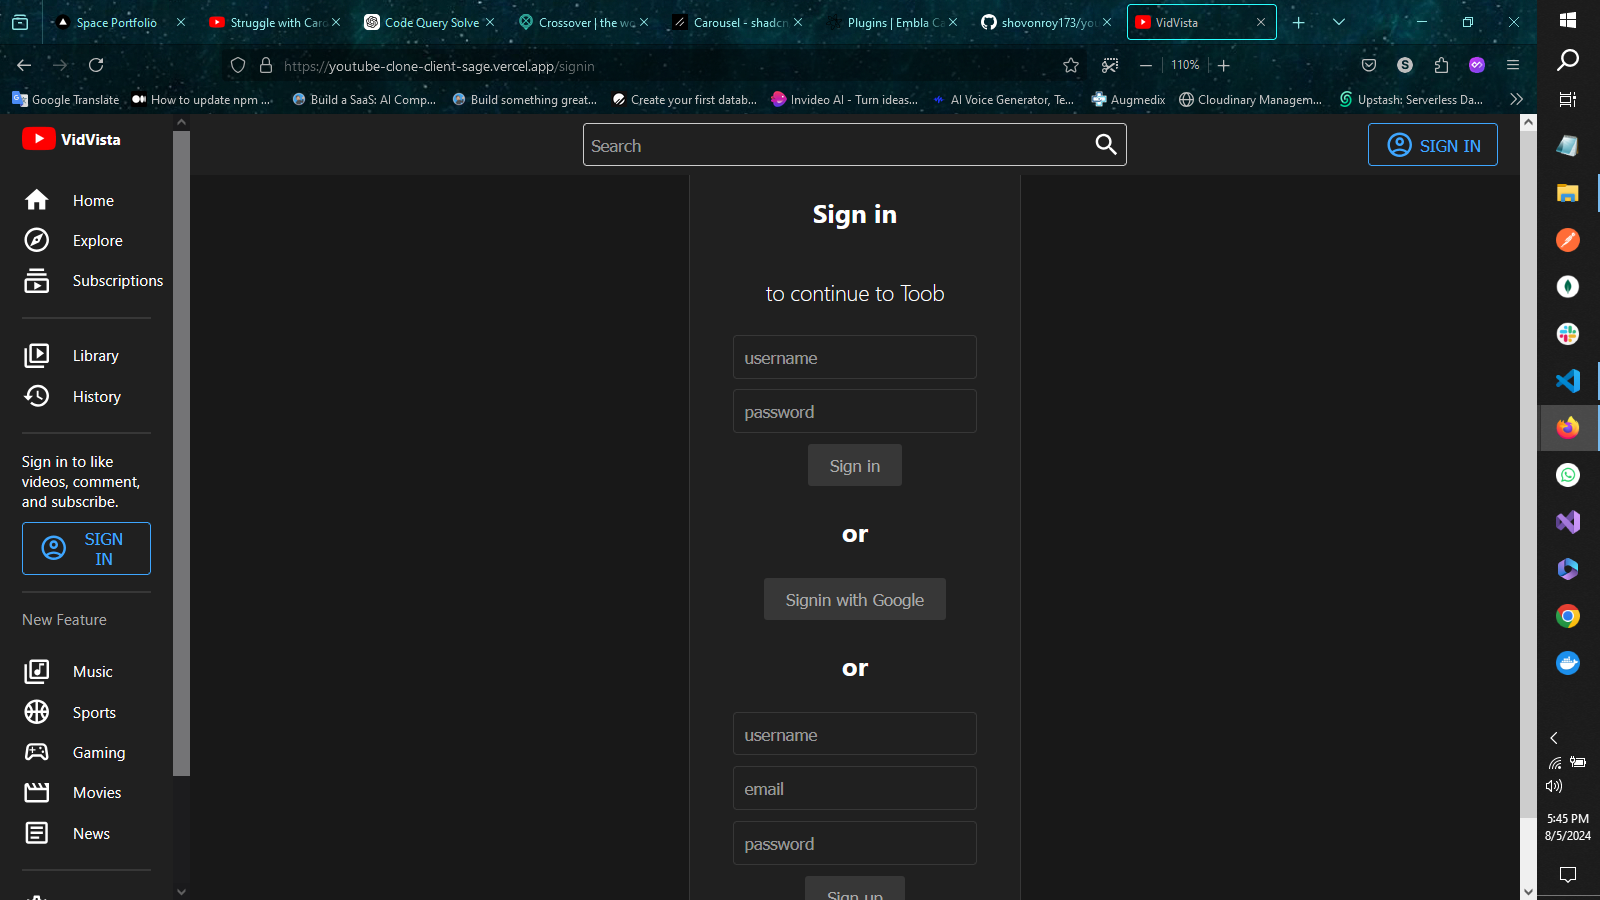 Space Portfolio
Struggle with Caro
Code Query Solve
Crossover | the wo
Carousel - shadcn
Plugins | Embla Ca
shovonroy173/you
VidVista
https://youtube-clone-client-sage.vercel.app/signin
110%
S
Google Translate
How to update npm ...
Build a SaaS: AI Comp...
Build something great...
Create your first datab...
Invideo AI - Turn ideas...
AI Voice Generator, Te...
Augmedix
Cloudinary Managem...
Upstash: Serverless Da...
VidVista
Search
SIGN IN
Home
Explore
Subscriptions
Library
History
Sign in to like
videos, comment,
and subscribe.
SIGN
IN
New Feature
Music
Sports
Gaming
Movies
News
Sign in
to continue to Toob
username
password
Sign in
or
Signin with Google
or
username
email
password
Sign up
5:45 PM
8/5/2024